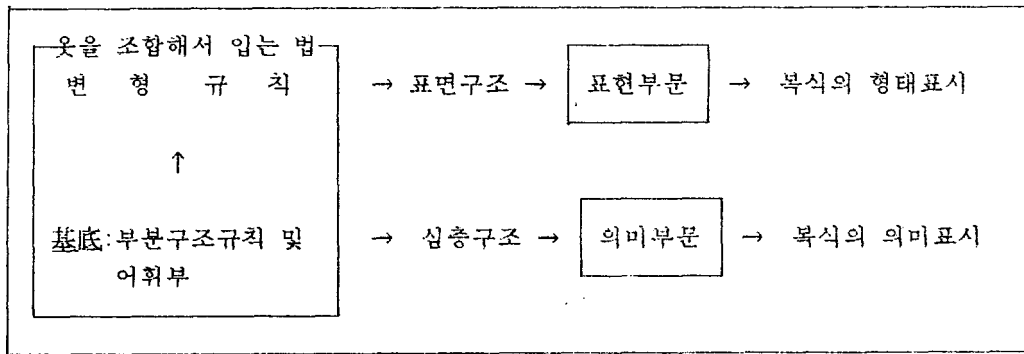 옷을 조합해서 입는 법
변 형 규 칙 → 표면구조 → 표현부문 → 복식의 형태표시
↑
基底:부분구조규칙 및 → 심층구조 → 의미부문 → 복식의 의미표시
어휘부